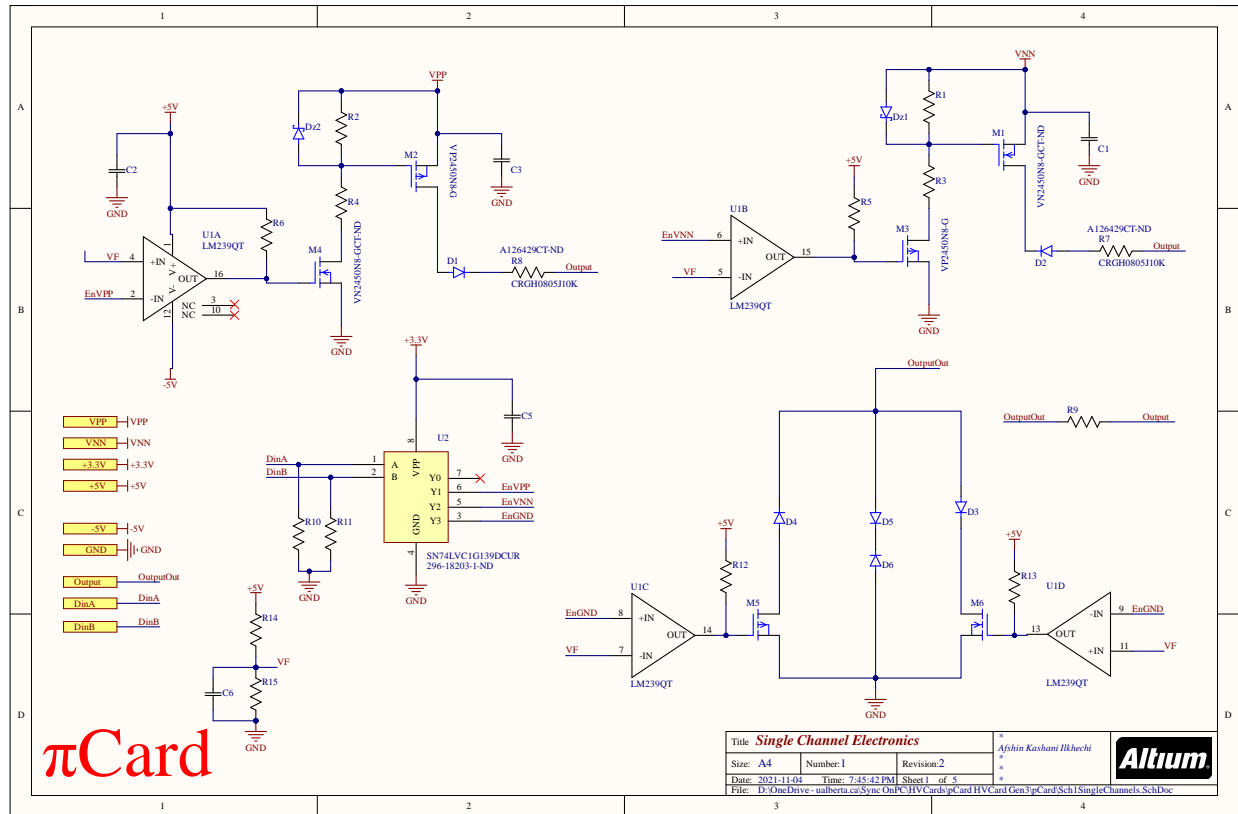 1 2 3 4
A
B
C
D
A
B
C
D
1 2 3 4
+5V
C2
GND
R6
U1A
LM239QT
VF
4
+IN
EnVPP
2
-IN
1
V+
V-
12
OUT
16
NC
3
NC
10
-5V
VPP
Dz2
R2
M2
VP2450N8-G
C3
GND
R4
M4
VN2450N8-GCT-ND
GND
D1
A126429CT-ND
R8
CRGH0805J10K
Output
VNN
Dz1
R1
M1
VN2450N8-GCT-ND
C1
GND
R3
+5V
R5
U1B
EnVNN
6
+IN
VF
5
-IN
OUT
15
LM239QT
M3
VP2450N8-G
GND
D2
A126429CT-ND
R7
CRGH0805J10K
Output
+3.3V
C5
GND
U2
DinA
1
A
DinB
2
B
8
VPP
Y0
7
Y1
6
EnVPP
Y2
5
EnVNN
Y3
3
EnGND
GND
4
SN74LVC1G139DCUR
296-18203-1-ND
GND
R10
R11
GND
VPP VPP
VNN VNN
+3.3V +3.3V
+5V +5V
-5V -5V
GND GND
Output OutputOut
DinA DinA
DinB DinB
+5V
R14
VF
C6
R15
GND
OutputOut
D4
D5
D6
D3
+5V
R12
U1C
EnGND
8
+IN
VF
7
-IN
OUT
14
LM239QT
M5
GND
M6
+5V
R13
U1D
13
OUT
-IN
9
EnGND
+IN
11
VF
LM239QT
OutputOut
R9
Output
πCard
Title Single Channel Electronics
Size: A4 Number:1 Revision:2
Date: 2021-11-04 Time: 7:45:42 PM Sheet1 of 5
File: D:\OneDrive - ualberta.ca\Sync OnPC\HVCards\pCard HVCard Gen3\pCard\Sch1SingleChannels.SchDoc
*
Afshin Kashani Ilkhechi
*
*
*
Altium.